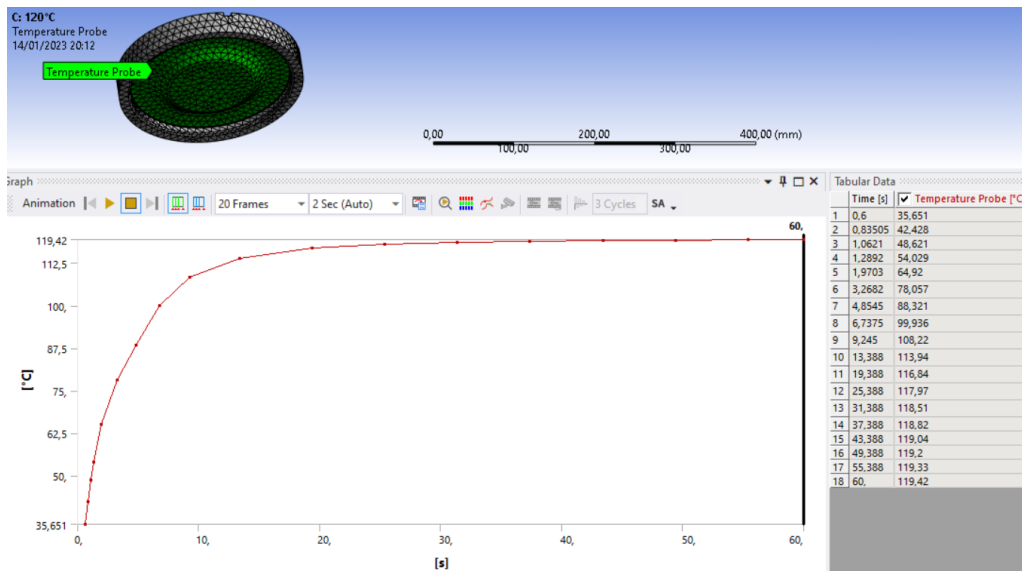 C: 120°C
Temperature Probe
14/01/2023 20:12
Temperature Probe
0,00 200,00 400,00 (mm)
100,00 300,00
Graph
Animation 20 Frames 2 Sec (Auto) 3 Cycles SA
60,
119,42
112,5
100,
87,5
75,
62,5
50,
35,651
[°C]
0, 10, 20, 30, 40, 50, 60,
[s]
Tabular Data
Time [s] Temperature Probe [°C
1 0,6 35,651
2 0,83505 42,428
3 1,0621 48,621
4 1,2892 54,029
5 1,9703 64,92
6 3,2682 78,057
7 4,8545 88,321
8 6,7375 99,936
9 9,245 108,22
10 13,388 113,94
11 19,388 116,84
12 25,388 117,97
13 31,388 118,51
14 37,388 118,82
15 43,388 119,04
16 49,388 119,2
17 55,388 119,33
18 60, 119,42